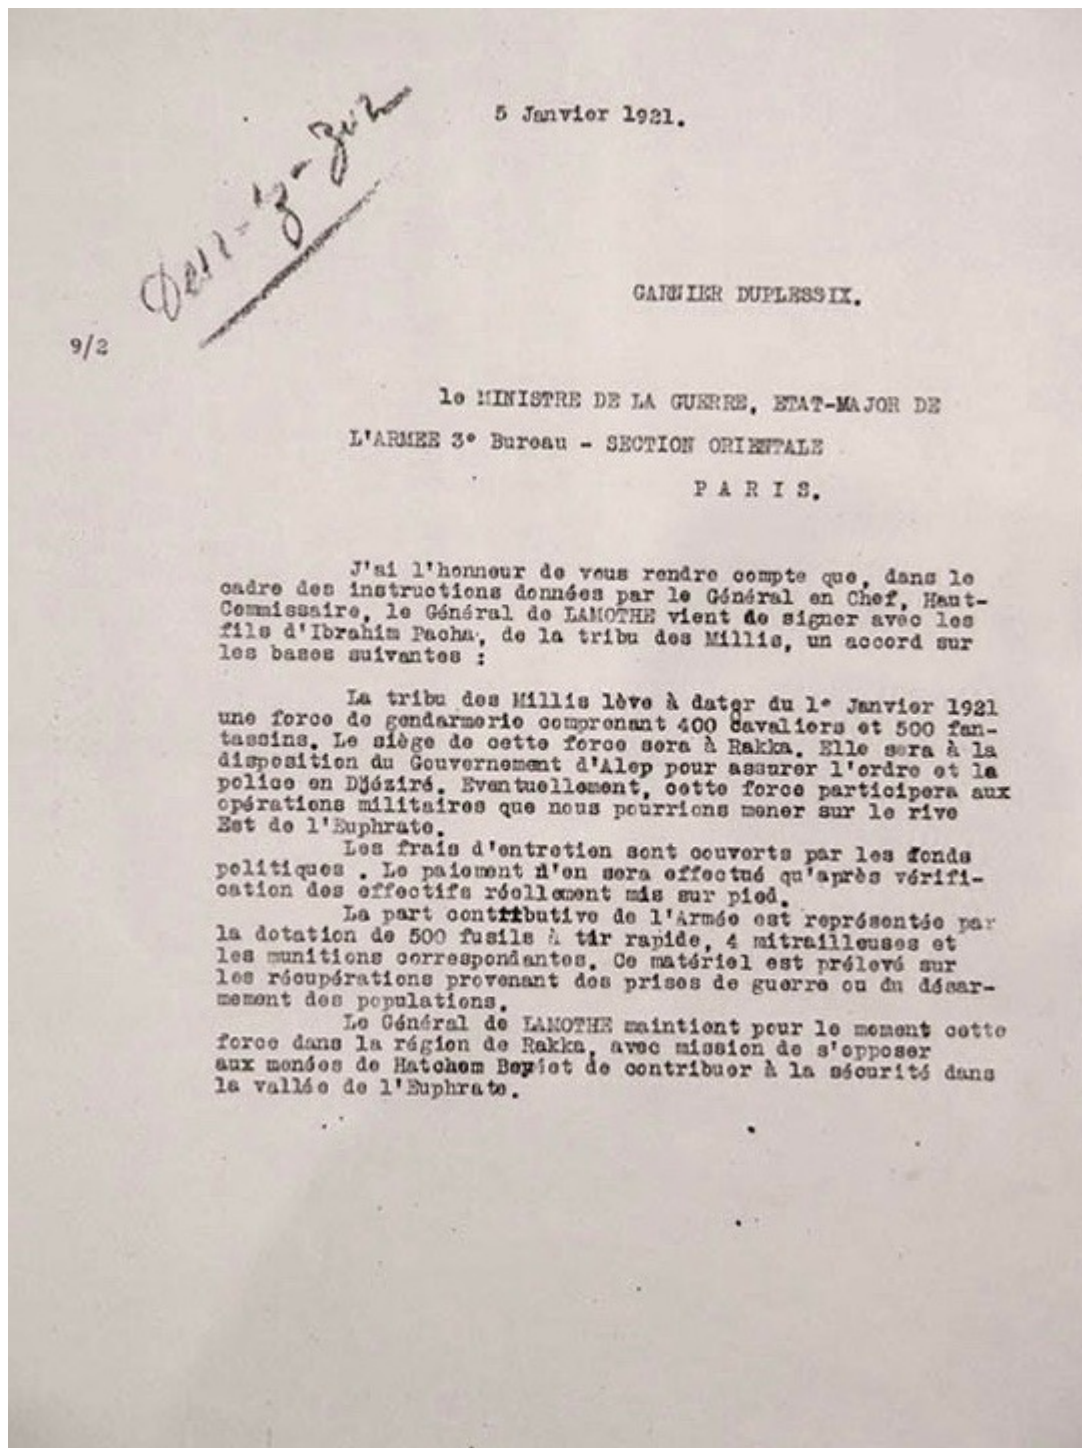 5 Janvier 1921.
Deir-ez-Zor
GARNIER DUPLESSIX.
9/2
le MINISTRE DE LA GUERRE, ETAT-MAJOR DE
L'ARMEE 3° Bureau - SECTION ORIENTALE
P A R I S.
J'ai l'honneur de vous rendre compte que, dans le
cadre des instructions données par le Général en Chef, Haut-
Commissaire, le Général de LAMOTHE vient de signer avec les
fils d'Ibrahim Pacha, de la tribu des Millis, un accord sur
les bases suivantes :
La tribu des Millis lève à dater du 1° Janvier 1921
une force de gendarmerie comprenant 400 cavaliers et 500 fan-
tassins. Le siège de cette force sera à Rakka. Elle sera à la
disposition du Gouvernement d'Alep pour assurer l'ordre et la
police en Djéziré. Eventuellement, cette force participera aux
opérations militaires que nous pourrions mener sur le rive
Est de l'Euphrate.
Les frais d'entretien sont couverts par les fonds
politiques . Le paiement n'en sera effectué qu'après vérifi-
cation des effectifs réellement mis sur pied.
La part contributive de l'Armée est représentée par
la dotation de 500 fusils à tir rapide, 4 mitrailleuses et
les munitions correspondantes. Ce matériel est prélevé sur
les récupérations provenant des prises de guerre ou du désar-
mement des populations.
Le Général de LAMOTHE maintient pour le moment cette
force dans la région de Rakka, avec mission de s'opposer
aux menées de Hatchem Bey et de contribuer à la sécurité dans
la vallée de l'Euphrate.